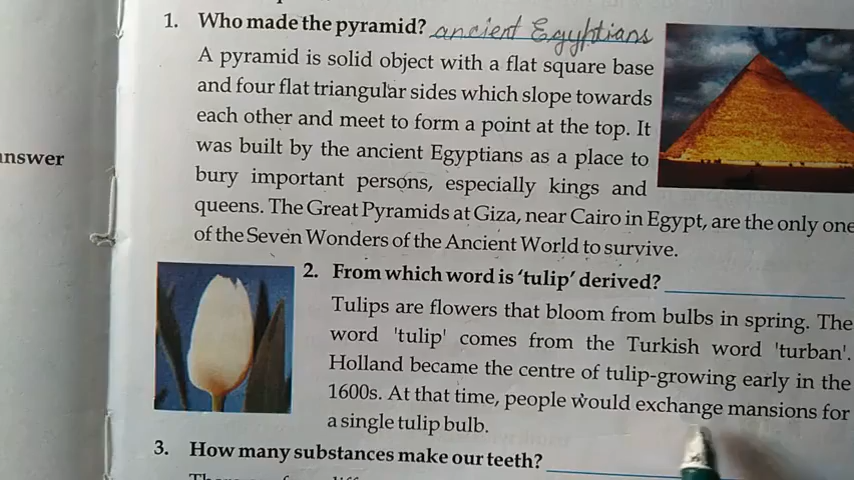 1. Who made the pyramid? ancient Egyptians
A pyramid is solid object with a flat square base
and four flat triangular sides which slope towards
each other and meet to form a point at the top. It
nswer
was built by the ancient Egyptians as a place to
bury important persons, especially kings and
queens. The Great Pyramids at Giza, near Cairo in Egypt, are the only one
of the Seven Wonders of the Ancient World to survive.
2. From which word is 'tulip' derived?
Tulips are flowers that bloom from bulbs in spring. The
word 'tulip' comes from the Turkish word 'turban'.
Holland became the centre of tulip-growing early in the
1600s. At that time, people would exchange mansions for
a single tulip bulb.
3. How many substances make our teeth?